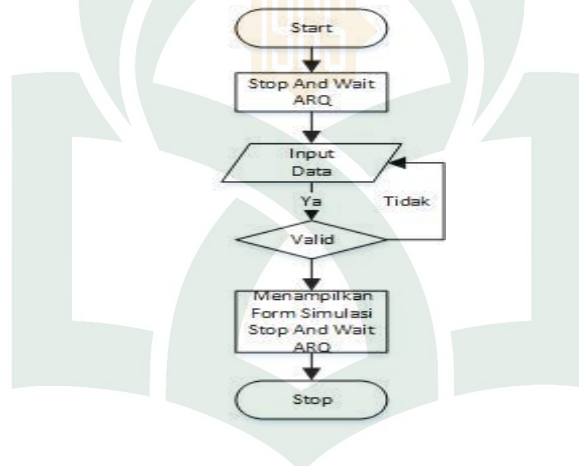 Start
Stop And Wait
ARQ
Input
Data
Ya
Tidak
Valid
Menampilkan
Form Simulasi
Stop And Wait
ARQ
Stop